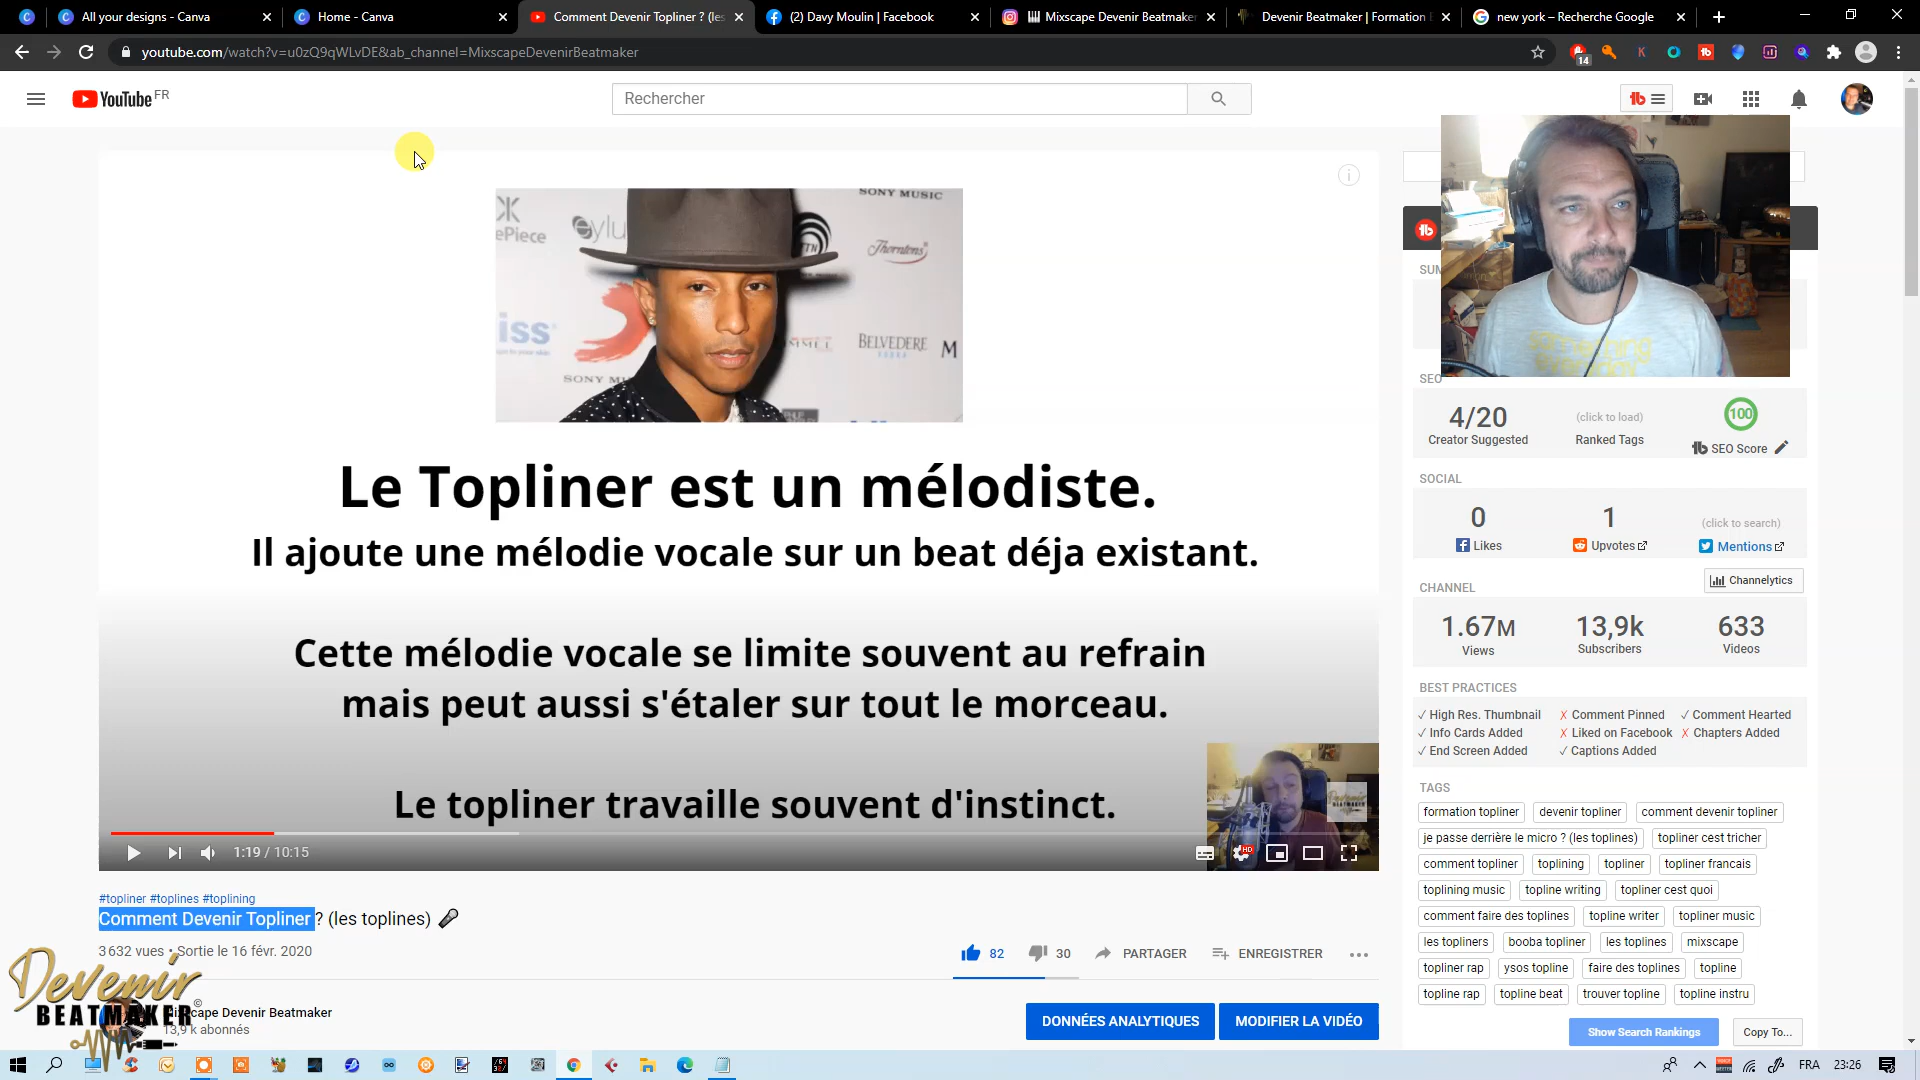 All your designs - Canva
Home - Canva
Comment Devenir Topliner ? (les
(2) Davy Moulin | Facebook
Mixscape Devenir Beatmaker
Devenir Beatmaker | Formation
new york – Recherche Google
youtube.com/watch?v=u0zQ9qWLvDE&ab_channel=MixscapeDevenirBeatmaker
14
YouTube FR
Rechercher
SONY MUSIC
ePiece
eylu
Thorntons
iss
BELVEDERE
M
SONY MU
Le Topliner est un mélodiste.
Il ajoute une mélodie vocale sur un beat déja existant.
Cette mélodie vocale se limite souvent au refrain
mais peut aussi s'étaler sur tout le morceau.
Le topliner travaille souvent d'instinct.
1:19 / 10:15
HD
#topliner #toplines #toplining
Comment Devenir Topliner ? (les toplines)
3 632 vues • Sortie le 16 févr. 2020
82
30
PARTAGER
ENREGISTRER
Devenir
BEATMAKER
©
Mixscape Devenir Beatmaker
13,9 k abonnés
DONNÉES ANALYTIQUES
MODIFIER LA VIDÉO
SUM
SEO
4/20
Creator Suggested
(click to load)
Ranked Tags
100
SEO Score
SOCIAL
0
Likes
1
Upvotes
(click to search)
Mentions
CHANNEL
Channelytics
1.67M
Views
13,9k
Subscribers
633
Videos
BEST PRACTICES
✓ High Res. Thumbnail
✗ Comment Pinned
✓ Comment Hearted
✓ Info Cards Added
✗ Liked on Facebook
✗ Chapters Added
✓ End Screen Added
✓ Captions Added
TAGS
formation topliner
devenir topliner
comment devenir topliner
je passe derrière le micro ? (les toplines)
topliner cest tricher
comment topliner
toplining
topliner
topliner francais
toplining music
topline writing
topliner cest quoi
comment faire des toplines
topline writer
topliner music
les topliners
booba topliner
les toplines
mixscape
topliner rap
ysos topline
faire des toplines
topline
topline rap
topline beat
trouver topline
topline instru
Show Search Rankings
Copy To...
FRA
23:26